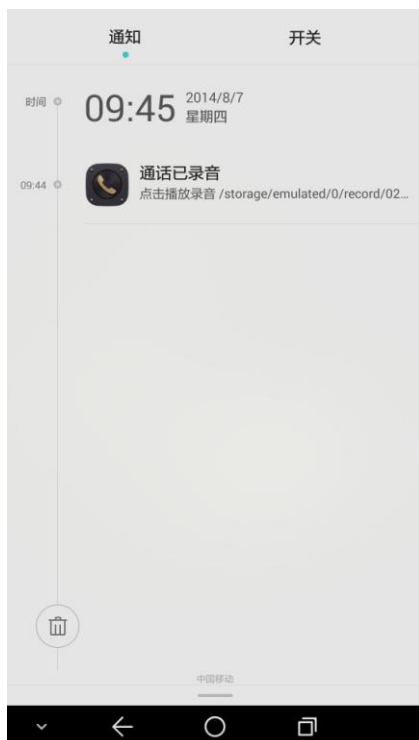 通知
开关
时间
09:45
2014/8/7
星期四
09:44
通话已录音
点击播放录音 /storage/emulated/0/record/02...
中国移动